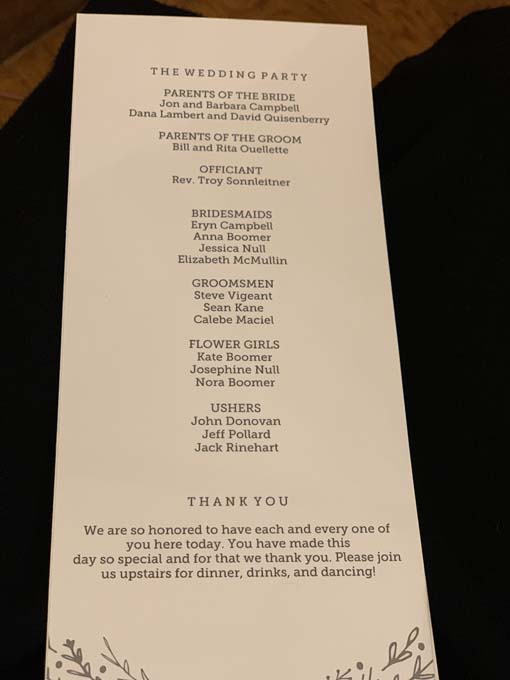 THE WEDDING PARTY
PARENTS OF THE BRIDE
Jon and Barbara Campbell
Dana Lambert and David Quisenberry
PARENTS OF THE GROOM
Bill and Rita Ouellette
OFFICIANT
Rev. Troy Sonnleitner
BRIDESMAIDS
Eryn Campbell
Anna Boomer
Jessica Null
Elizabeth McMullin
GROOMSMEN
Steve Vigeant
Sean Kane
Calebe Maciel
FLOWER GIRLS
Kate Boomer
Josephine Null
Nora Boomer
USHERS
John Donovan
Jeff Pollard
Jack Rinehart
THANK YOU
We are so honored to have each and every one of
you here today. You have made this
day so special and for that we thank you. Please join
us upstairs for dinner, drinks, and dancing!